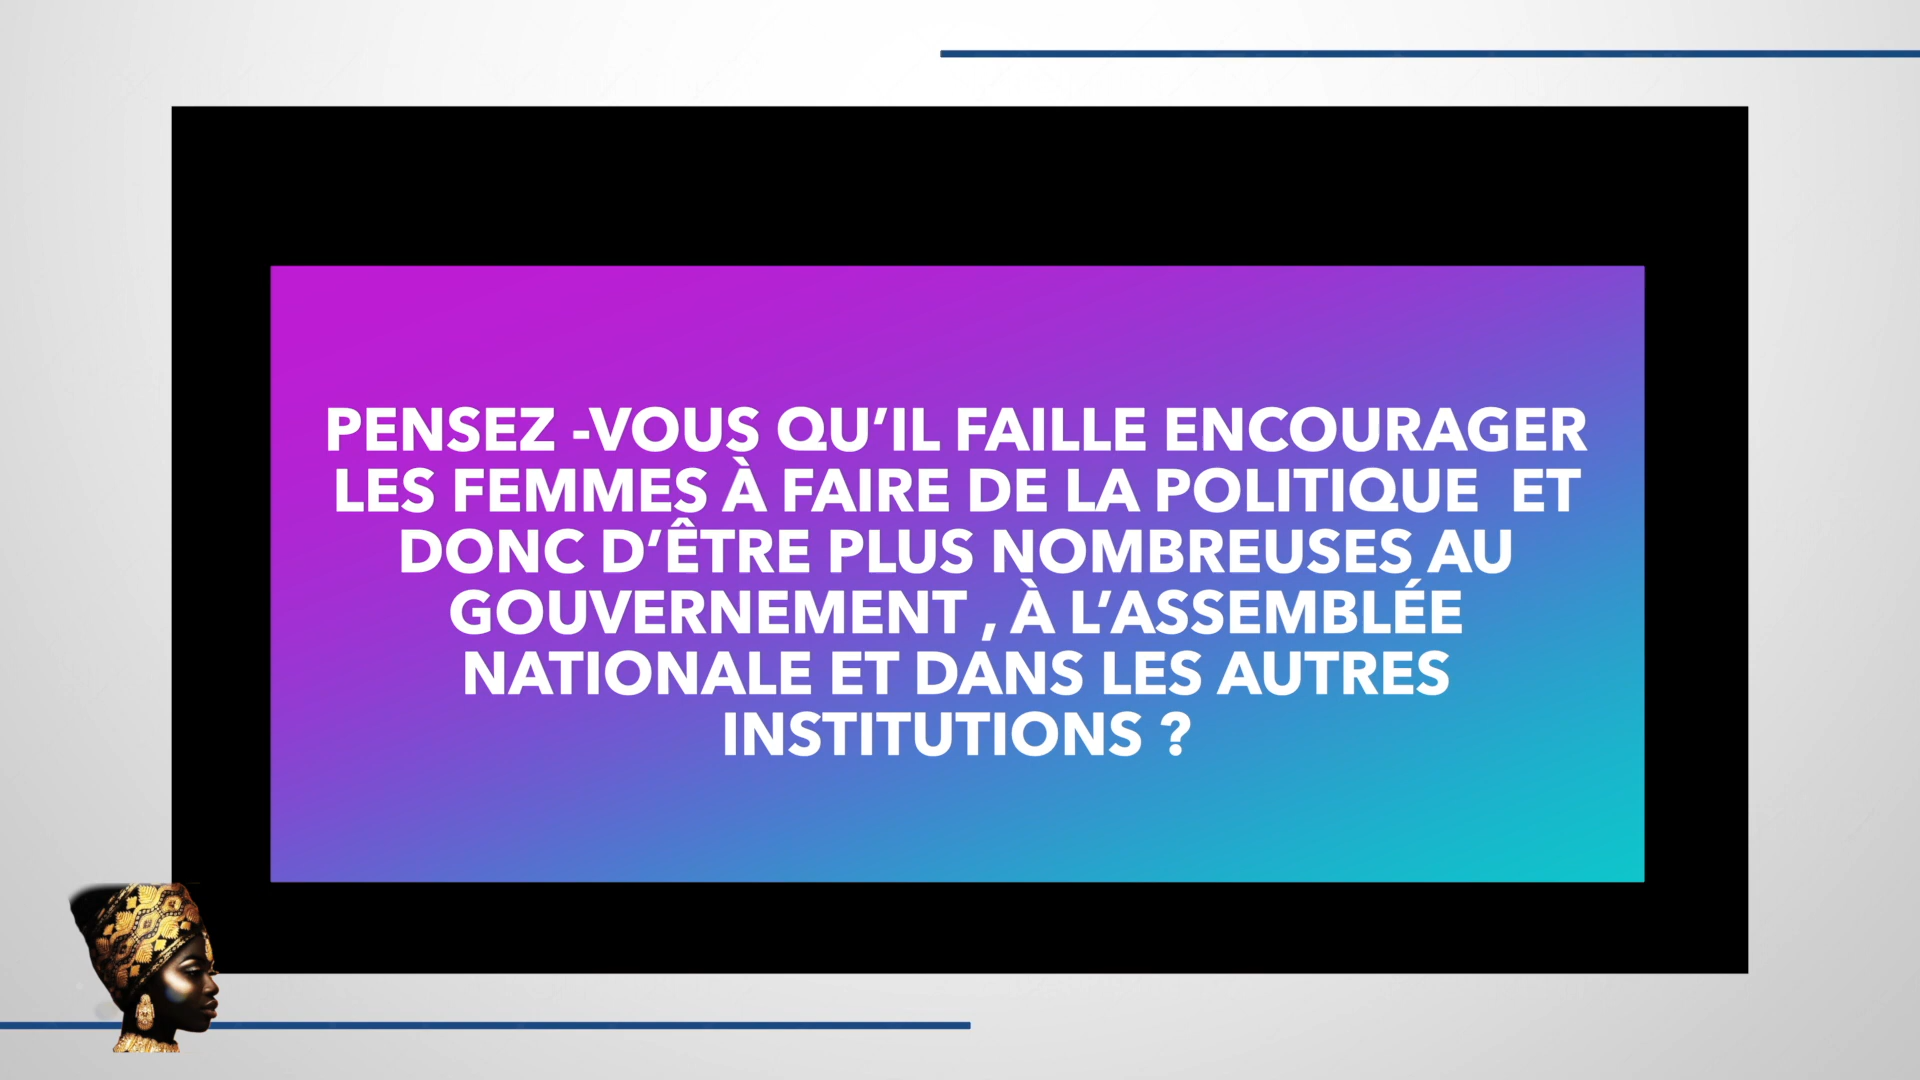 PENSEZ -VOUS QU’IL FAILLE ENCOURAGER
LES FEMMES À FAIRE DE LA POLITIQUE  ET
DONC D’ÊTRE PLUS NOMBREUSES AU
GOUVERNEMENT , À L’ASSEMBLÉE
NATIONALE ET DANS LES AUTRES
INSTITUTIONS ?